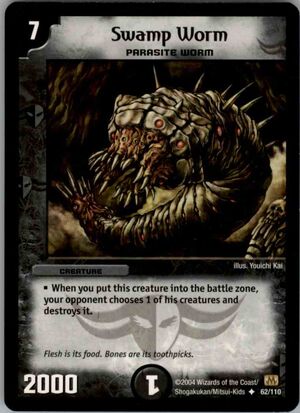 7
Swamp Worm
PARASITE WORM
illus. Youichi Kai
CREATURE
▪ When you put this creature into the battle zone,
your opponent chooses 1 of his creatures and
destroys it.
Flesh is its food. Bones are its toothpicks.
2000
1
©2004 Wizards of the Coast/
Shogakukan/Mitsui-Kids ◆ 62/110